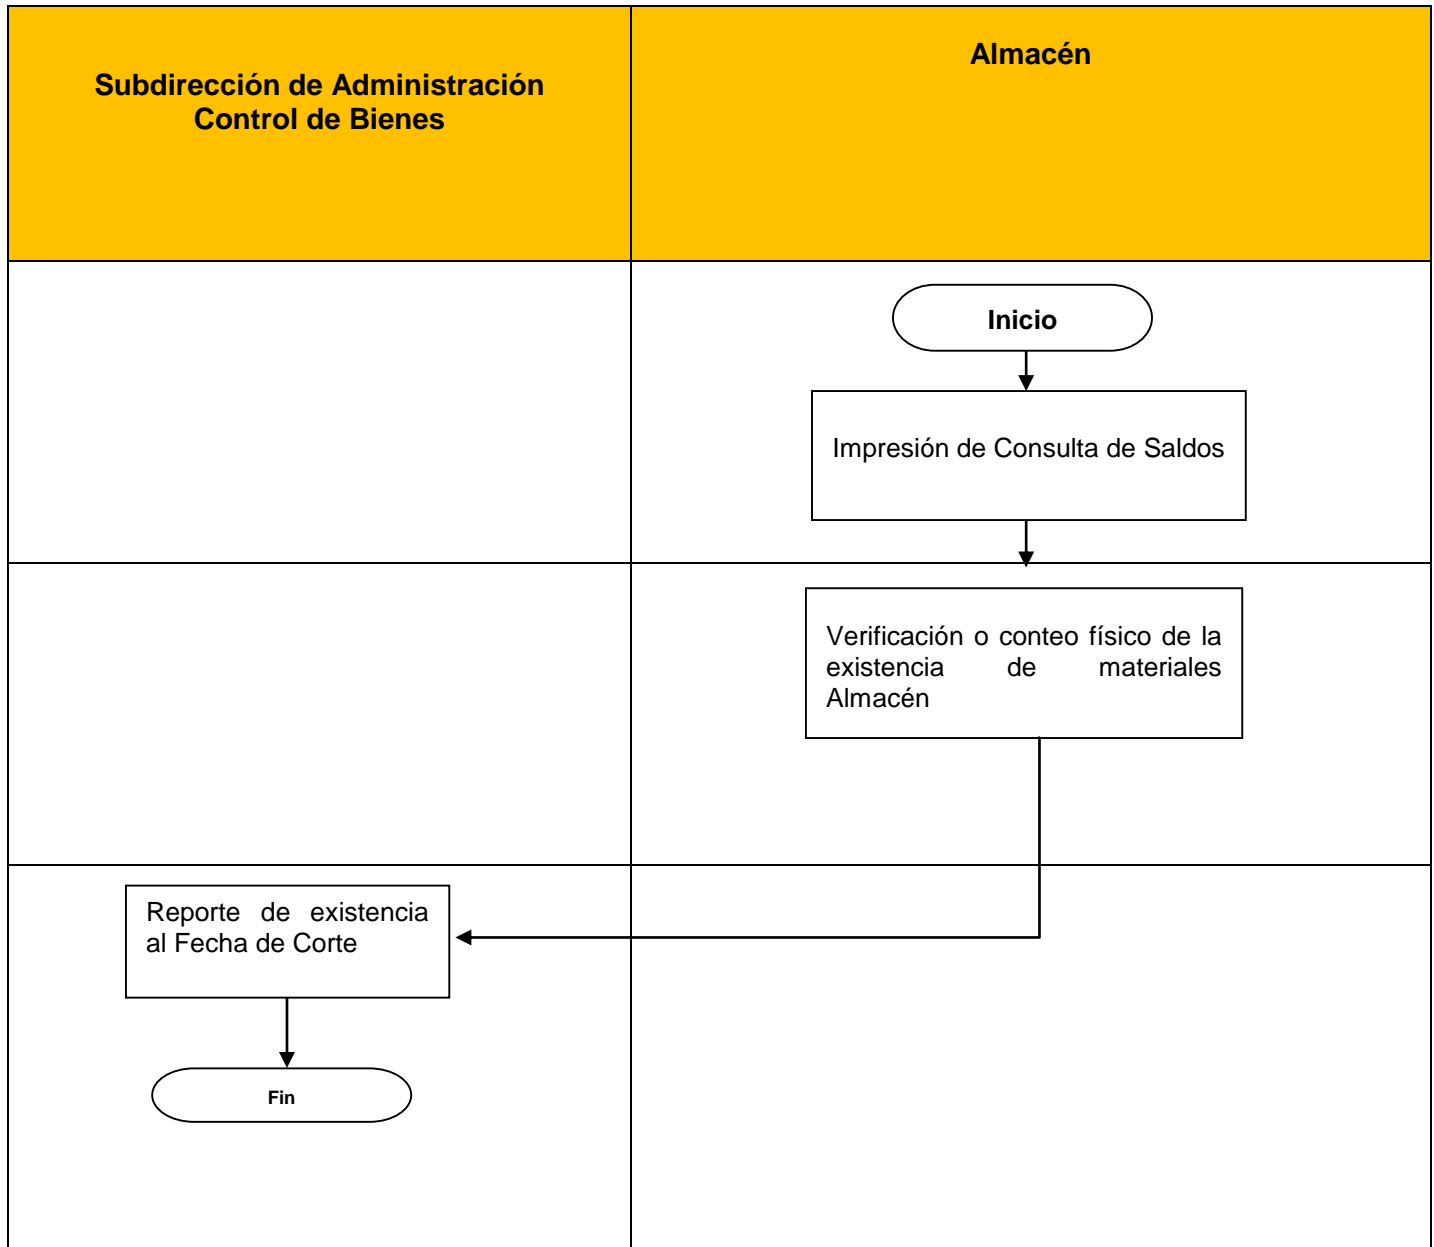 Subdirección de Administración
Control de Bienes
Almacén
Inicio
Impresión de Consulta de Saldos
Verificación o conteo físico de la
existencia de materiales
Almacén
Reporte de existencia
al Fecha de Corte
Fin